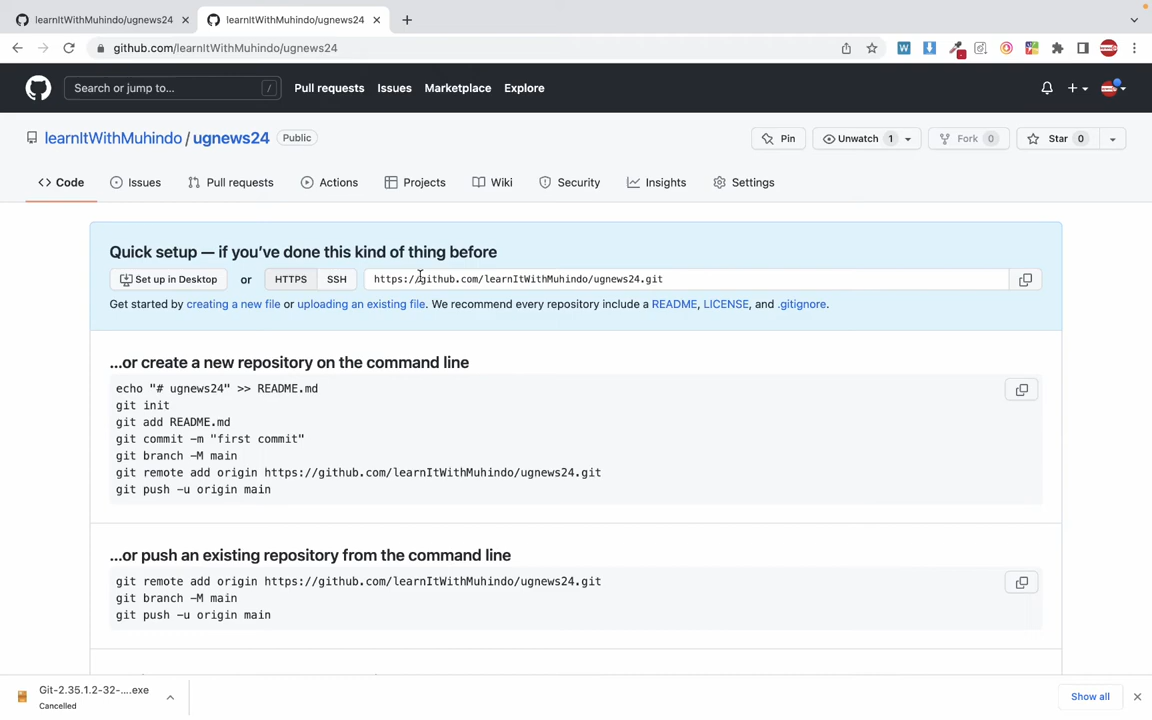 learnItWithMuhindo/ugnews24
learnItWithMuhindo/ugnews24
github.com/learnItWithMuhindo/ugnews24
Search or jump to... /
Pull requests Issues Marketplace Explore
learnItWithMuhindo / ugnews24 Public
Pin Unwatch 1 Fork 0 Star 0
Code Issues Pull requests Actions Projects Wiki Security Insights Settings
Quick setup — if you've done this kind of thing before
Set up in Desktop or HTTPS SSH https://github.com/learnItWithMuhindo/ugnews24.git
Get started by creating a new file or uploading an existing file. We recommend every repository include a README, LICENSE, and .gitignore.
...or create a new repository on the command line
echo "# ugnews24" >> README.md
git init
git add README.md
git commit -m "first commit"
git branch -M main
git remote add origin https://github.com/learnItWithMuhindo/ugnews24.git
git push -u origin main
...or push an existing repository from the command line
git remote add origin https://github.com/learnItWithMuhindo/ugnews24.git
git branch -M main
git push -u origin main
Git-2.35.1.2-32-....exe
Cancelled
Show all